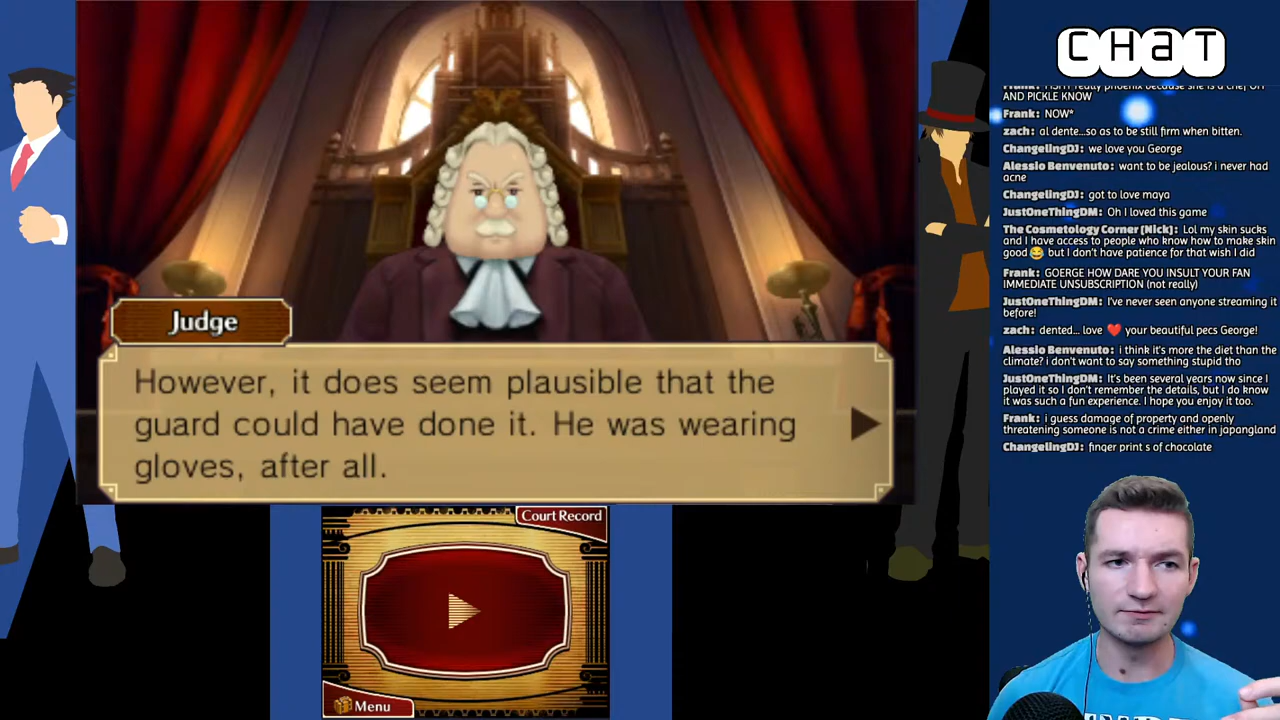 Judge
However, it does seem plausible that the
guard could have done it. He was wearing
gloves, after all.
Court Record
Menu
CHaT
AND PICKLE KNOW
Frank: NOW*
zach: al dente...so as to be still firm when bitten.
ChangelingDJ: we love you George
Alessio Benvenuto: want to be jealous? i never had
acne
ChangelingDJ: got to love maya
JustOneThingDM: Oh I loved this game
The Cosmetology Corner [Nick]: Lol my skin sucks
and I have access to people who know how to make skin
good 😂 but I don't have patience for that wish I did
Frank: GOERGE HOW DARE YOU INSULT YOUR FAN
IMMEDIATE UNSUBSCRIPTION (not really)
JustOneThingDM: I've never seen anyone streaming it
before!
zach: dented... love ❤️ your beautiful pecs George!
Alessio Benvenuto: i think it's more the diet than the
climate? i don't want to say something stupid tho
JustOneThingDM: It's been several years now since I
played it so I don't remember the details, but I do know
it was such a fun experience. I hope you enjoy it too.
Frank: i guess damage of property and openly
threatening someone is not a crime either in japangland
ChangelingDJ: finger print s of chocolate